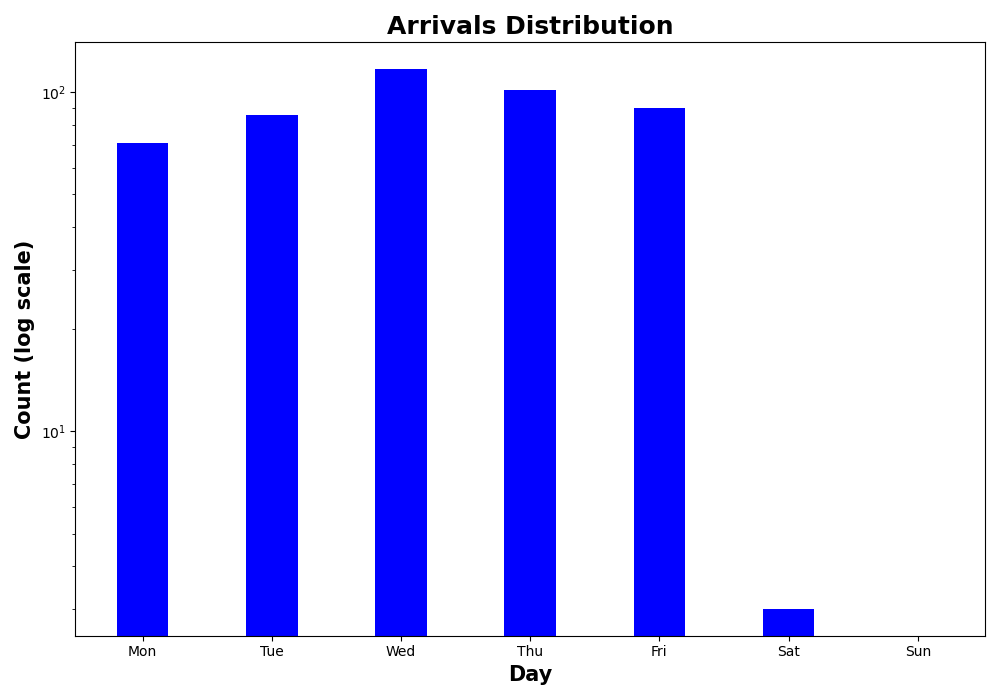 Arrivals Distribution
Count (log scale)
10²
10¹
Mon Tue Wed Thu Fri Sat Sun
Day